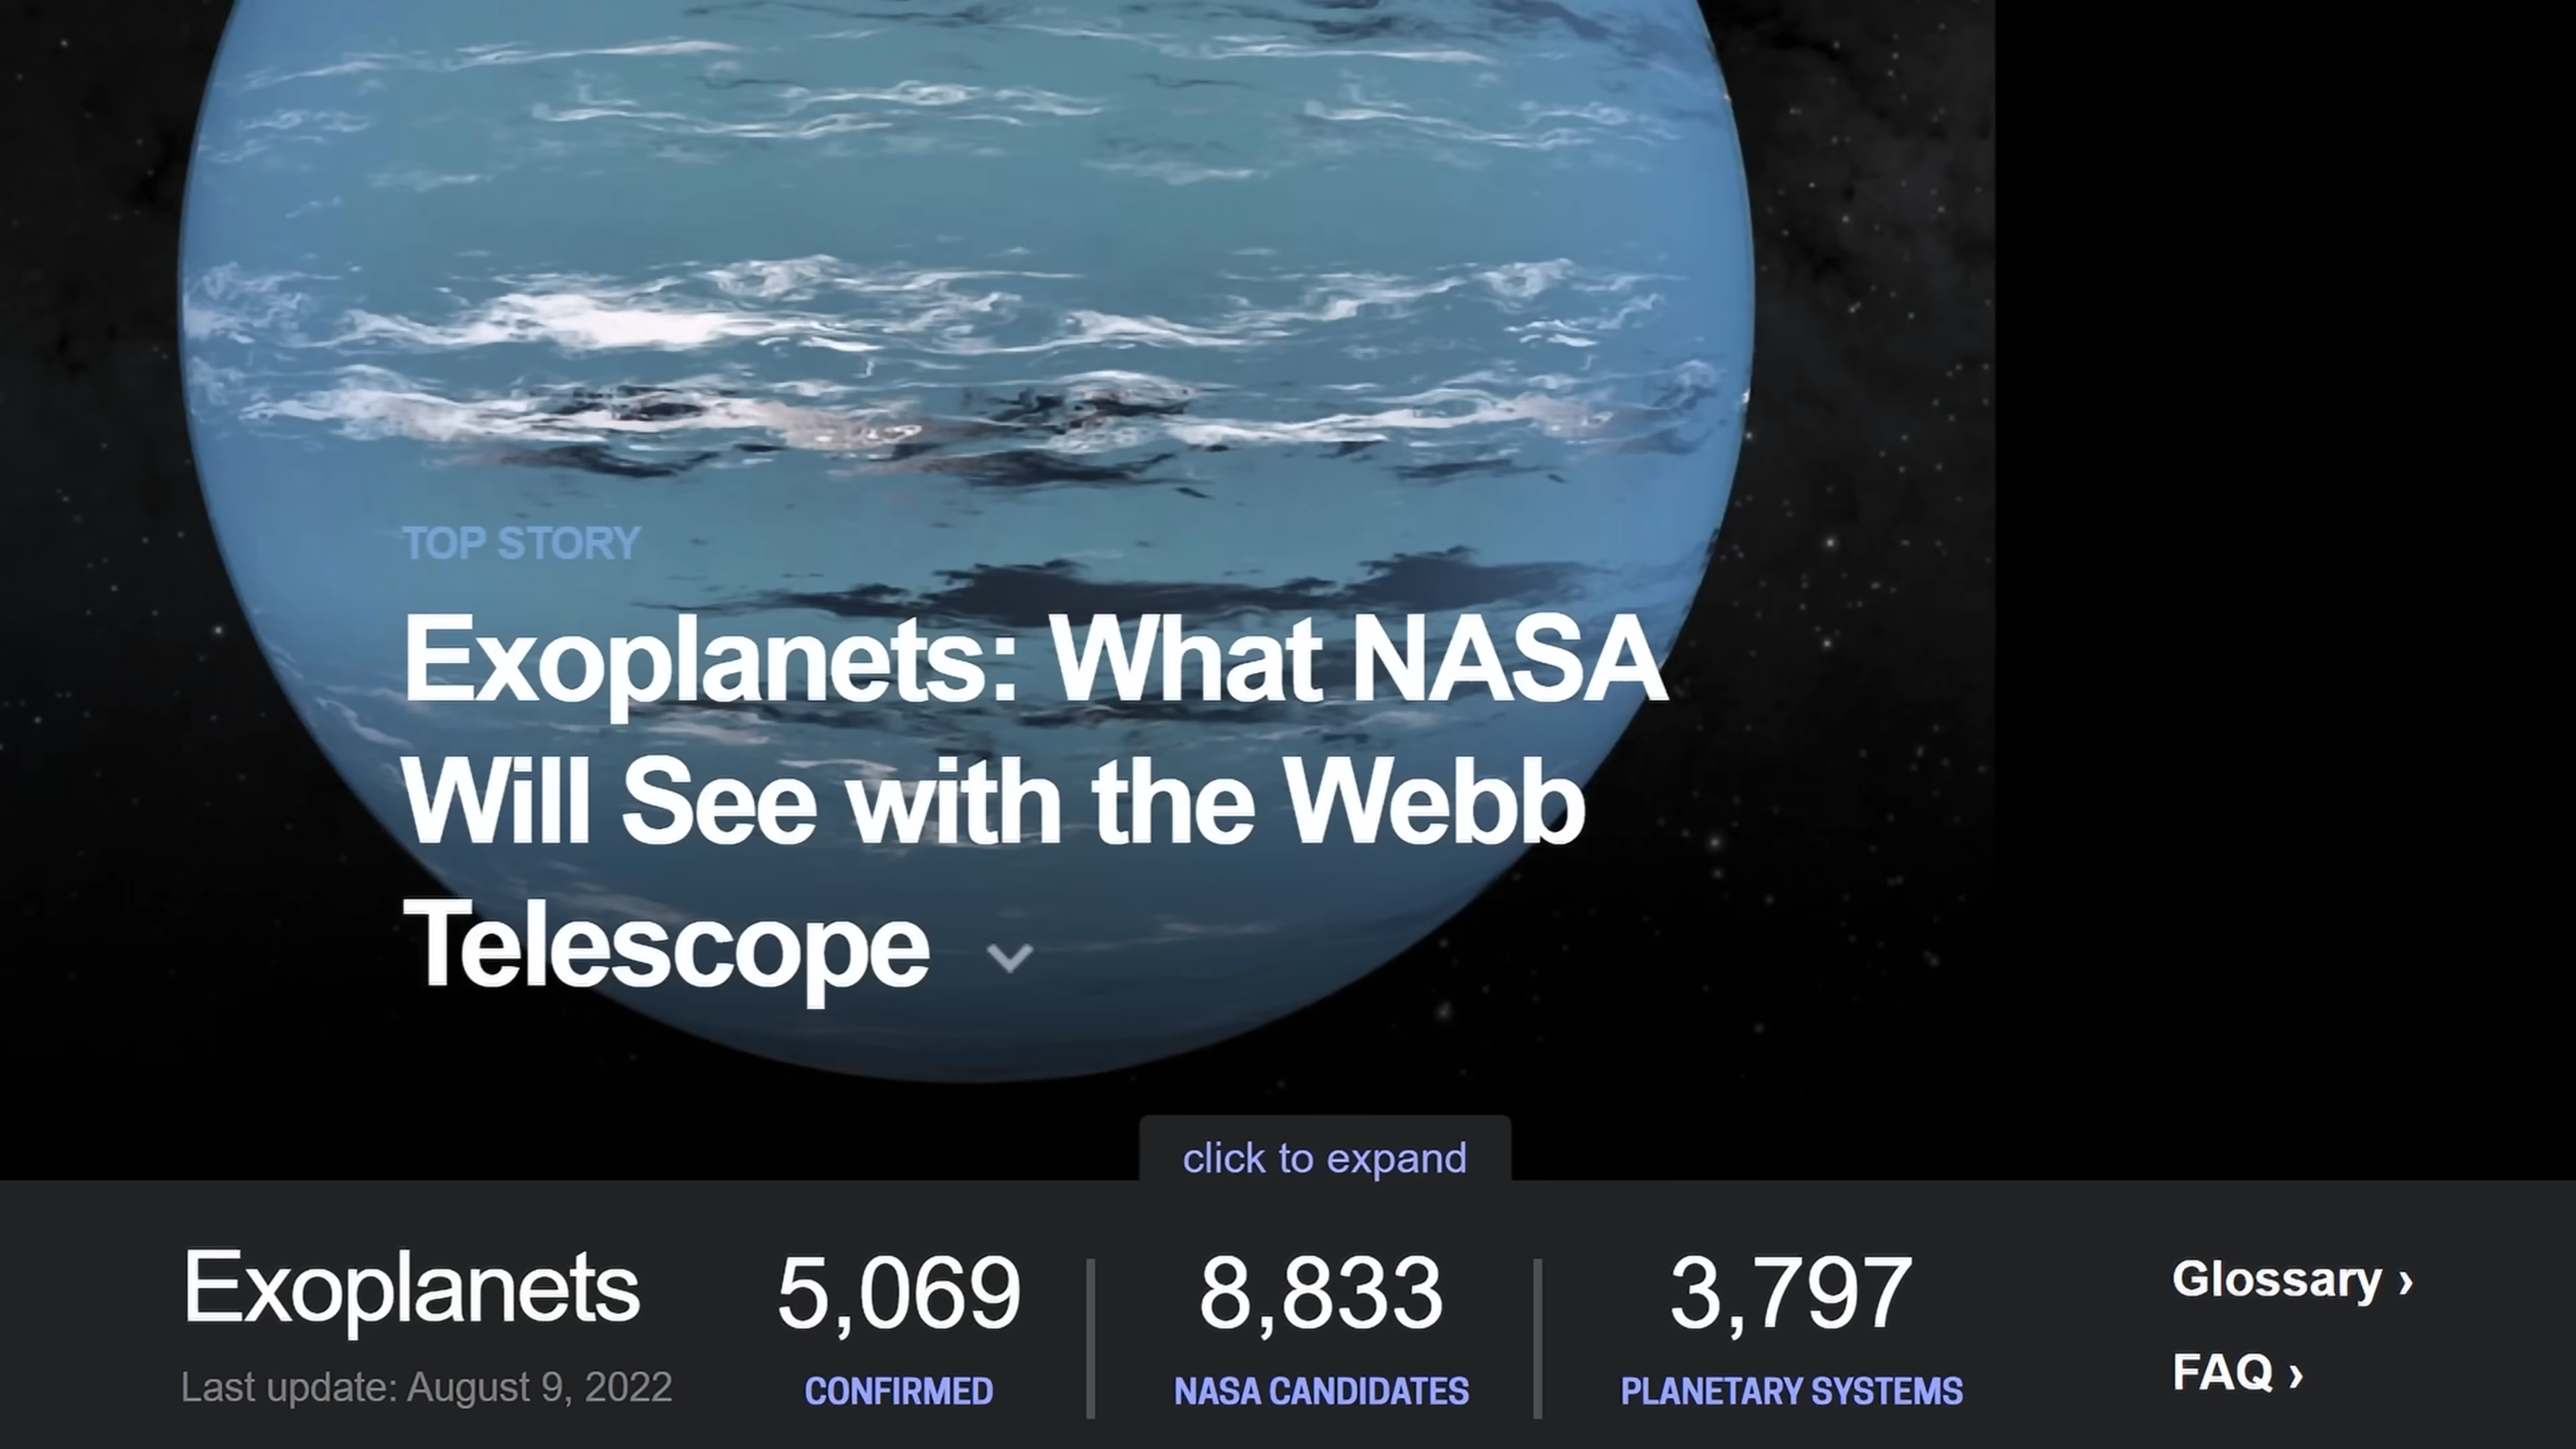 TOP STORY
Exoplanets: What NASA
Will See with the Webb
Telescope
click to expand
Exoplanets
Last update: August 9, 2022
5,069
CONFIRMED
8,833
NASA CANDIDATES
3,797
PLANETARY SYSTEMS
Glossary ›
FAQ ›